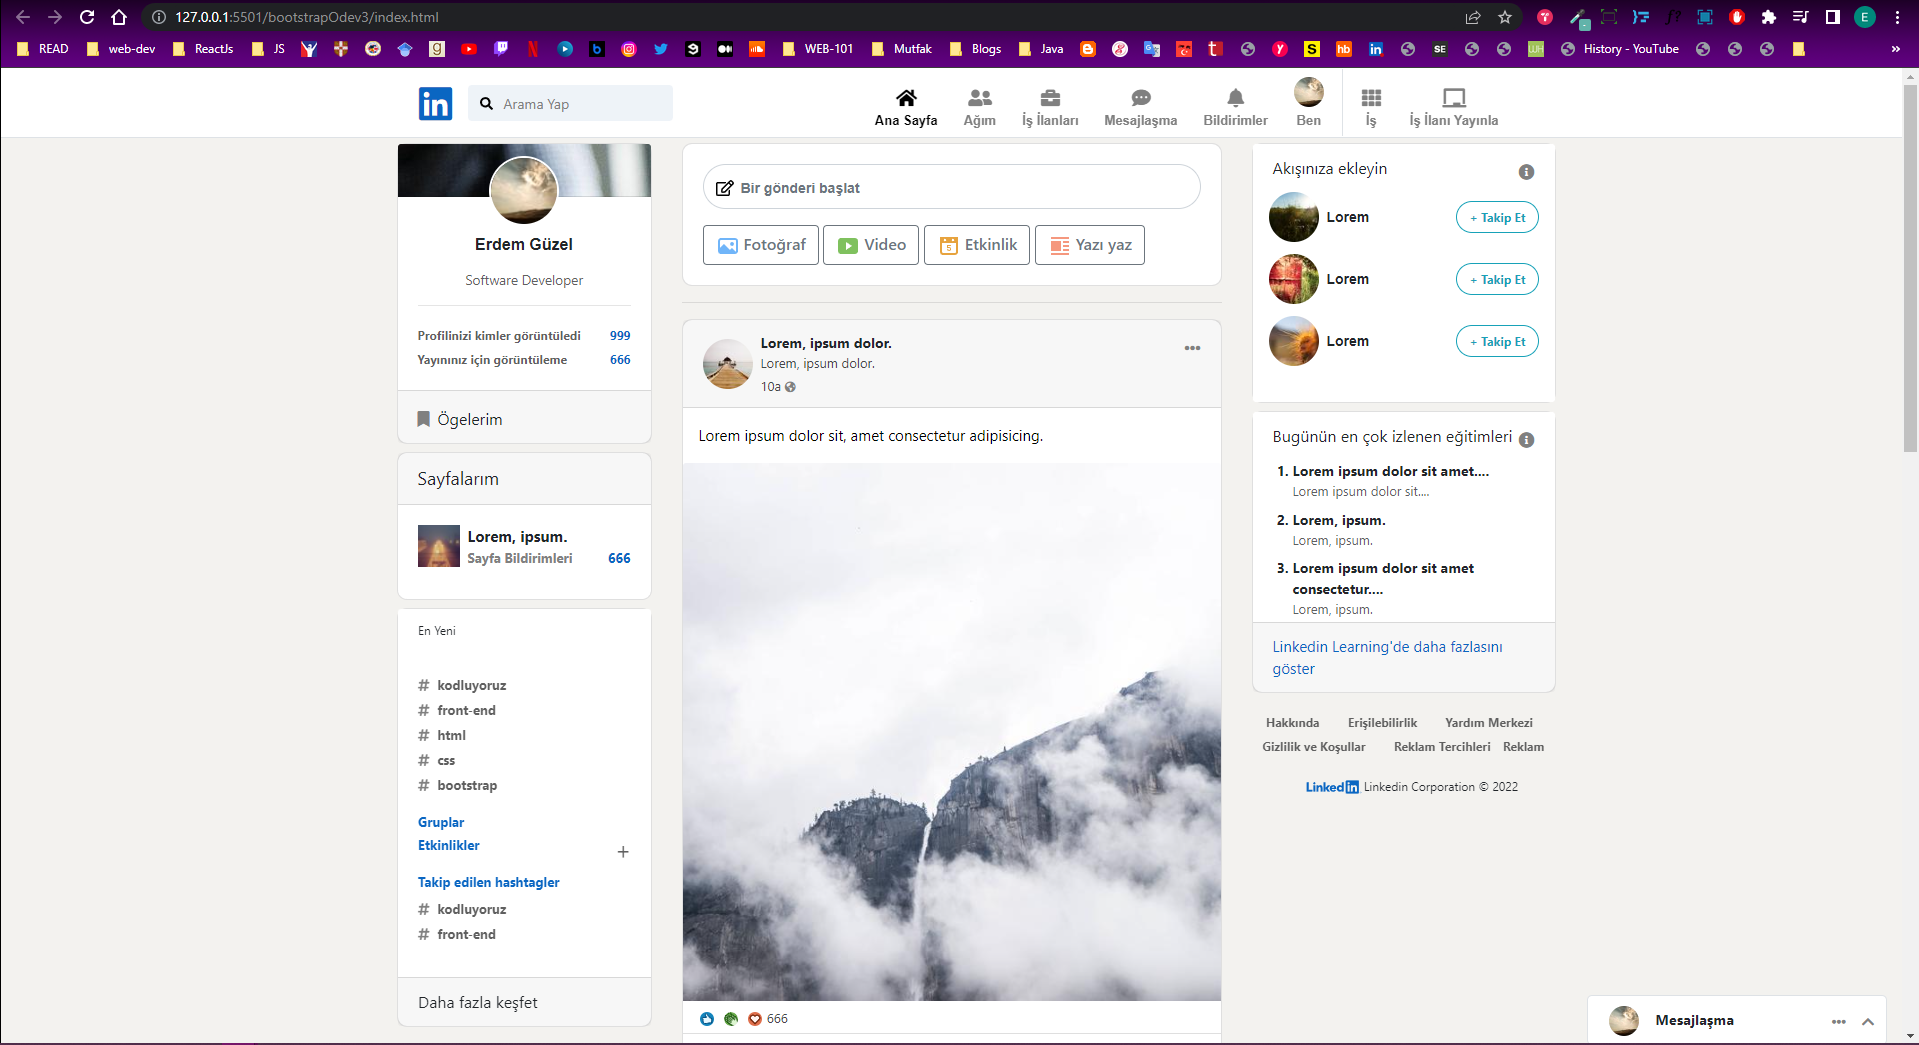 127.0.0.1:5501/bootstrapOdev3/index.html
READ web-dev ReactJs JS WEB-101 Mutfak Blogs Java History - YouTube »
in Arama Yap
Ana Sayfa Ağım İş İlanları Mesajlaşma Bildirimler Ben İş İş İlanı Yayınla
Erdem Güzel
Software Developer
Profilinizi kimler görüntüledi 999
Yayınınız için görüntüleme 666
Ögelerim
Sayfalarım
Lorem, ipsum.
Sayfa Bildirimleri 666
En Yeni
# kodluyoruz
# front-end
# html
# css
# bootstrap
Gruplar
Etkinlikler +
Takip edilen hashtagler
# kodluyoruz
# front-end
Daha fazla keşfet
Bir gönderi başlat
Fotoğraf Video Etkinlik Yazı yaz
Lorem, ipsum dolor.
Lorem, ipsum dolor.
10a
Lorem ipsum dolor sit, amet consectetur adipisicing.
666
Akışınıza ekleyin
Lorem + Takip Et
Lorem + Takip Et
Lorem + Takip Et
Bugünün en çok izlenen eğitimleri
1. Lorem ipsum dolor sit amet....
Lorem ipsum dolor sit....
2. Lorem, ipsum.
Lorem, ipsum.
3. Lorem ipsum dolor sit amet
consectetur....
Lorem, ipsum.
Linkedin Learning'de daha fazlasını
göster
Hakkında Erişilebilirlik Yardım Merkezi
Gizlilik ve Koşullar Reklam Tercihleri Reklam
Linkedin Linkedin Corporation © 2022
Mesajlaşma